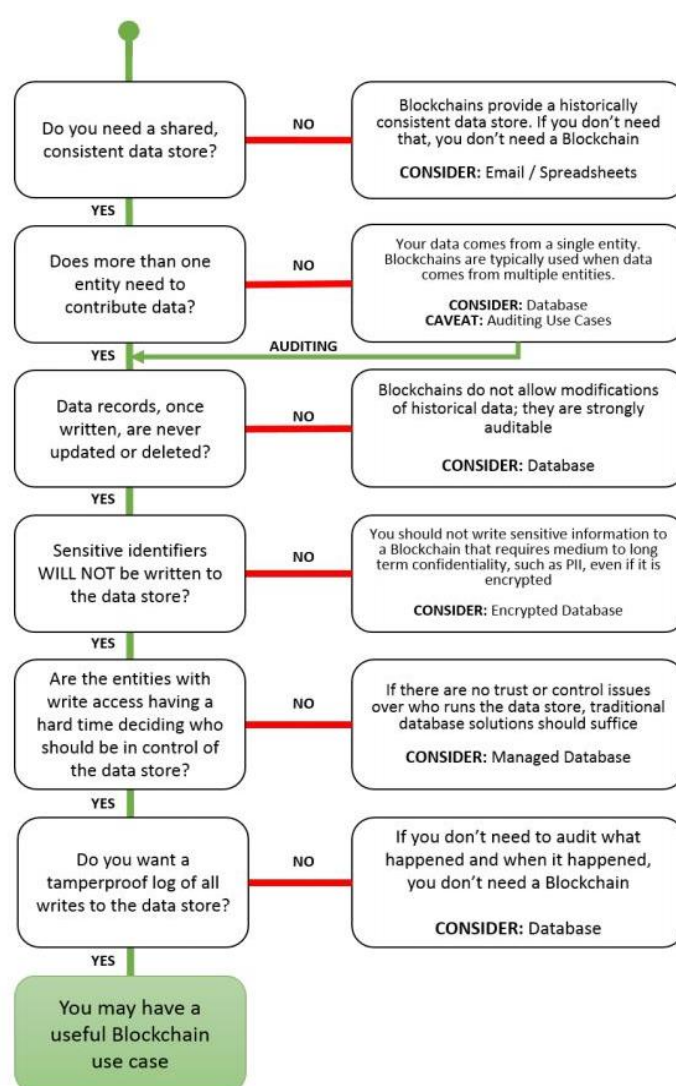 Do you need a shared,
consistent data store?
NO
Blockchains provide a historically
consistent data store. If you don't need
that, you don't need a Blockchain
CONSIDER: Email / Spreadsheets
YES
Does more than one
entity need to
contribute data?
NO
Your data comes from a single entity.
Blockchains are typically used when data
comes from multiple entities.
CONSIDER: Database
CAVEAT: Auditing Use Cases
YES
AUDITING
Data records, once
written, are never
updated or deleted?
NO
Blockchains do not allow modifications
of historical data; they are strongly
auditable
CONSIDER: Database
YES
Sensitive identifiers
WILL NOT be written to
the data store?
NO
You should not write sensitive information to
a Blockchain that requires medium to long
term confidentiality, such as PII, even if it is
encrypted
CONSIDER: Encrypted Database
YES
Are the entities with
write access having a
hard time deciding who
should be in control of
the data store?
NO
If there are no trust or control issues
over who runs the data store, traditional
database solutions should suffice
CONSIDER: Managed Database
YES
Do you want a
tamperproof log of all
writes to the data store?
NO
If you don't need to audit what
happened and when it happened,
you don't need a Blockchain
CONSIDER: Database
YES
You may have a
useful Blockchain
use case